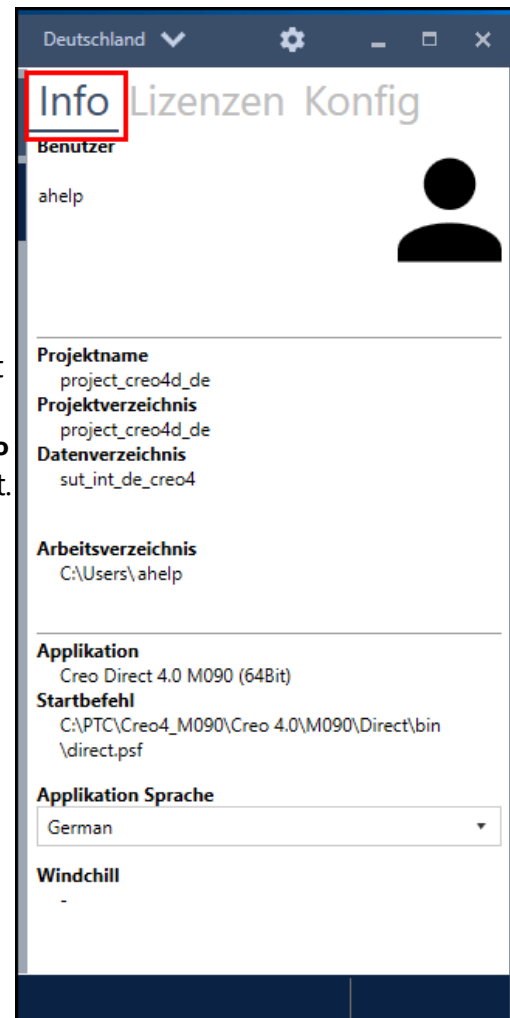 Deutschland
Info Lizenzen Konfig
Benutzer
ahelp
Projektname
project_creo4d_de
Projektverzeichnis
project_creo4d_de
Datenverzeichnis
sut_int_de_creo4
t.
Arbeitsverzeichnis
C:\Users\ahelp
Applikation
Creo Direct 4.0 M090 (64Bit)
Startbefehl
C:\PTC\Creo4_M090\Creo 4.0\M090\Direct\bin
\direct.psf
Applikation Sprache
German
Windchill
-